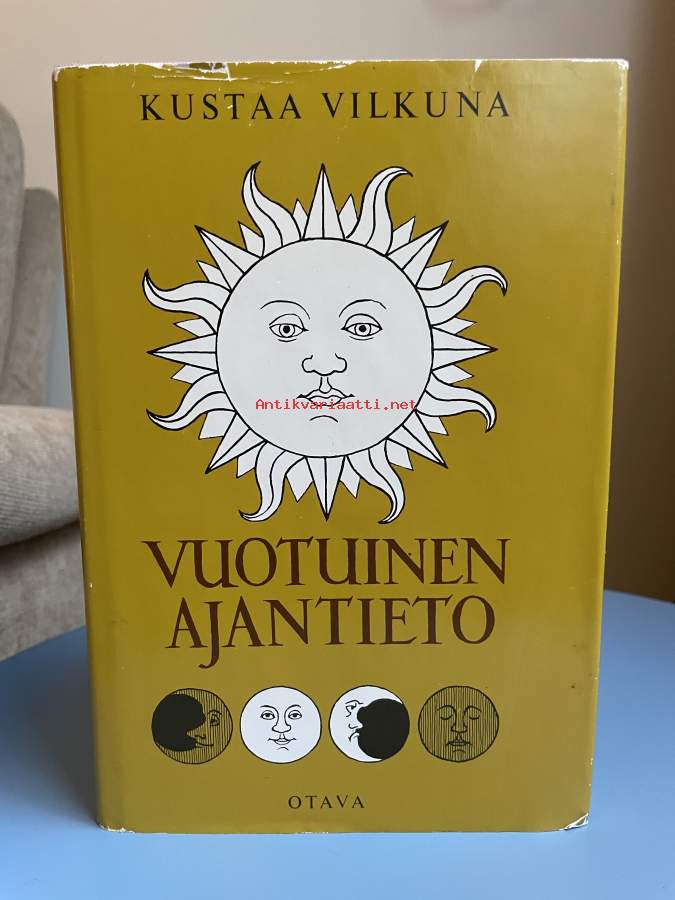 KUSTAA VILKUNA
Antikvariaatti.net
VUOTUINEN
AJANTIETO
OTAVA